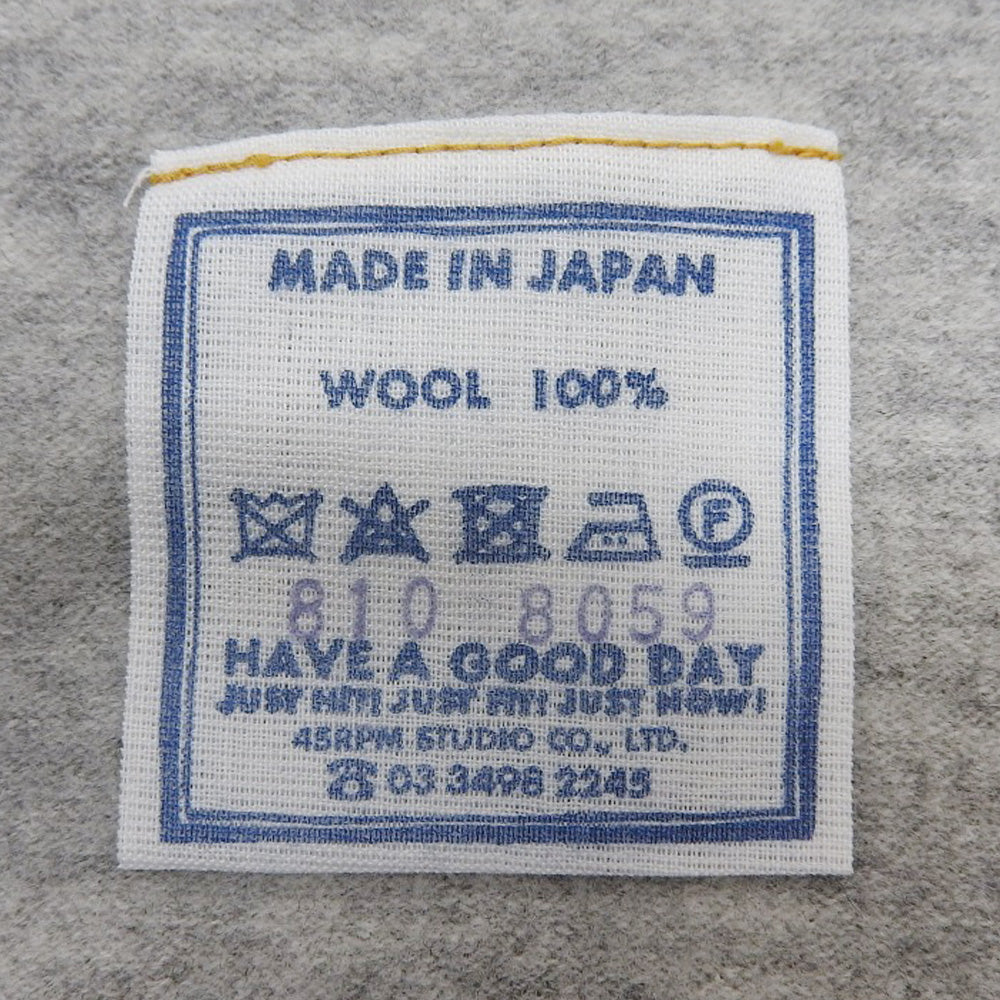 MADE IN JAPAN
WOOL 100%
F
810 8059
HAVE A GOOD DAY
JUST HIT! JUST FIT! JUST NOW!
45RPM STUDIO CO., LTD.
☎ 03 3498 2245